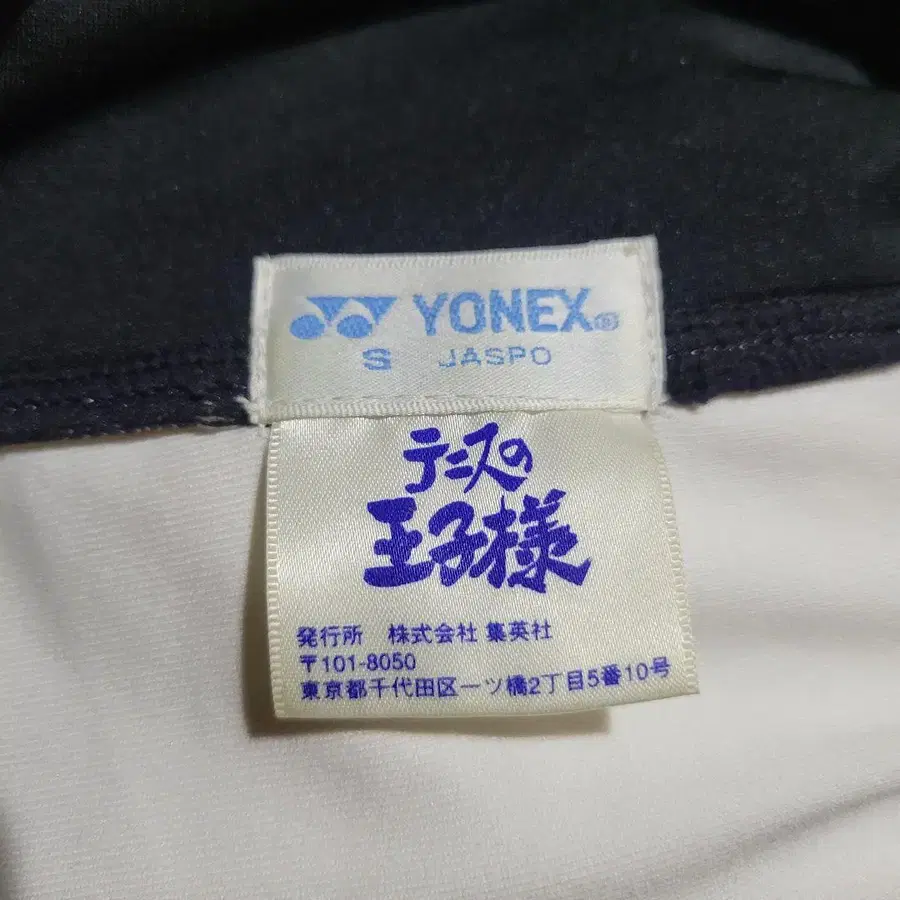 YONEX®
S JASPO
テニスの
王子様
発行所 株式会社 集英社
〒101-8050
東京都千代田区一ツ橋2丁目5番10号